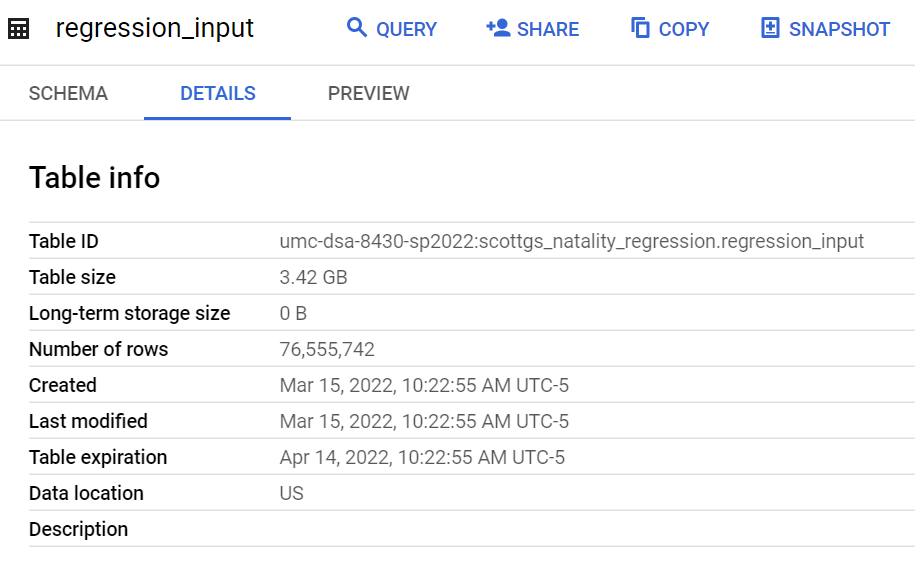 regression_input QUERY SHARE COPY SNAPSHOT
SCHEMA DETAILS PREVIEW
Table info
Table ID umc-dsa-8430-sp2022:scottgs_natality_regression.regression_input
Table size 3.42 GB
Long-term storage size 0 B
Number of rows 76,555,742
Created Mar 15, 2022, 10:22:55 AM UTC-5
Last modified Mar 15, 2022, 10:22:55 AM UTC-5
Table expiration Apr 14, 2022, 10:22:55 AM UTC-5
Data location US
Description